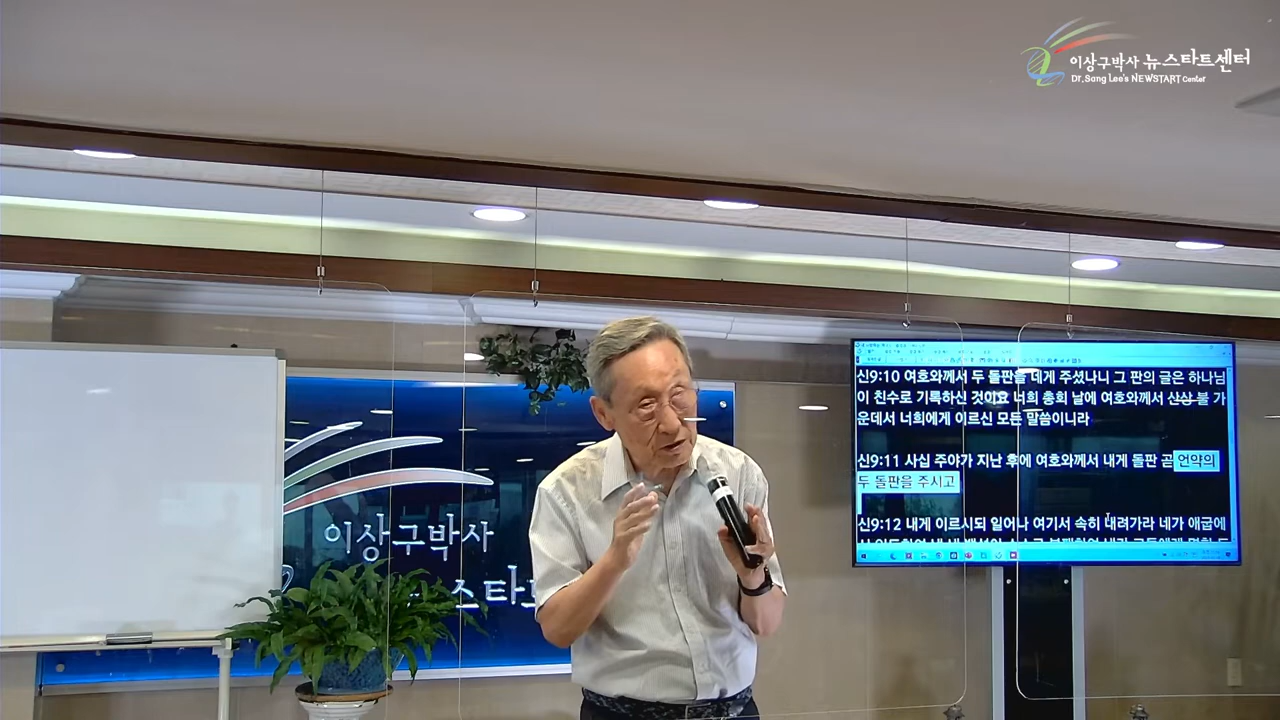 이상구박사 뉴스타트센터
Dr. Sang Lee's NEWSTART Center
신9:10 여호와께서 두 돌판을 네게 주셨나니 그 판의 글은 하나님
이 친수로 기록하신 것이요 너희 총회 날에 여호와께서 산상 불 가
운데서 너희에게 이르신 모든 말씀이니라
신9:11 사십 주야가 지난 후에 여호와께서 내게 돌판 곧 언약의
두 돌판을 주시고
신9:12 내게 이르시되 일어나 여기서 속히 내려가라 네가 애굽에
이상구박사
스타트